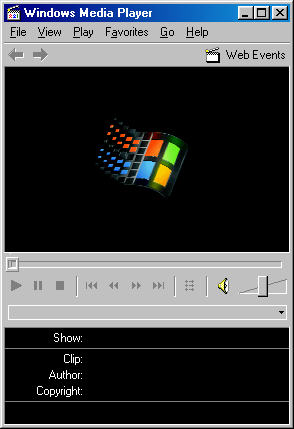 Windows Media Player
File View Play Favorites Go Help
Web Events
Show:
Clip:
Author:
Copyright: